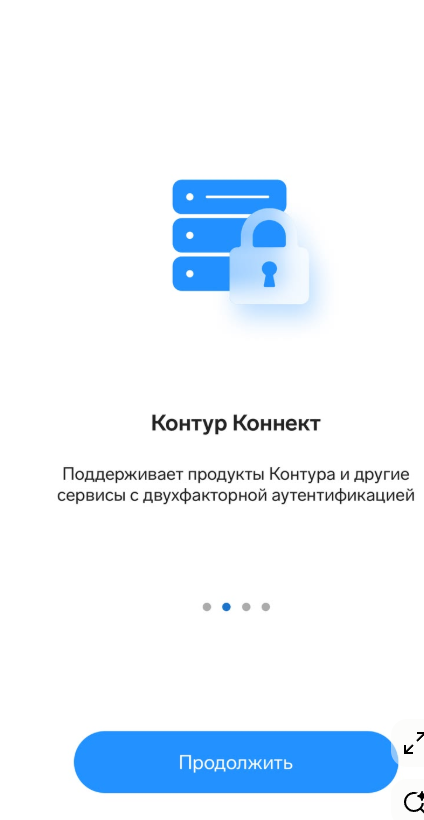 Контур Коннект
Поддерживает продукты Контура и другие
сервисы с двухфакторной аутентификацией
Продолжить